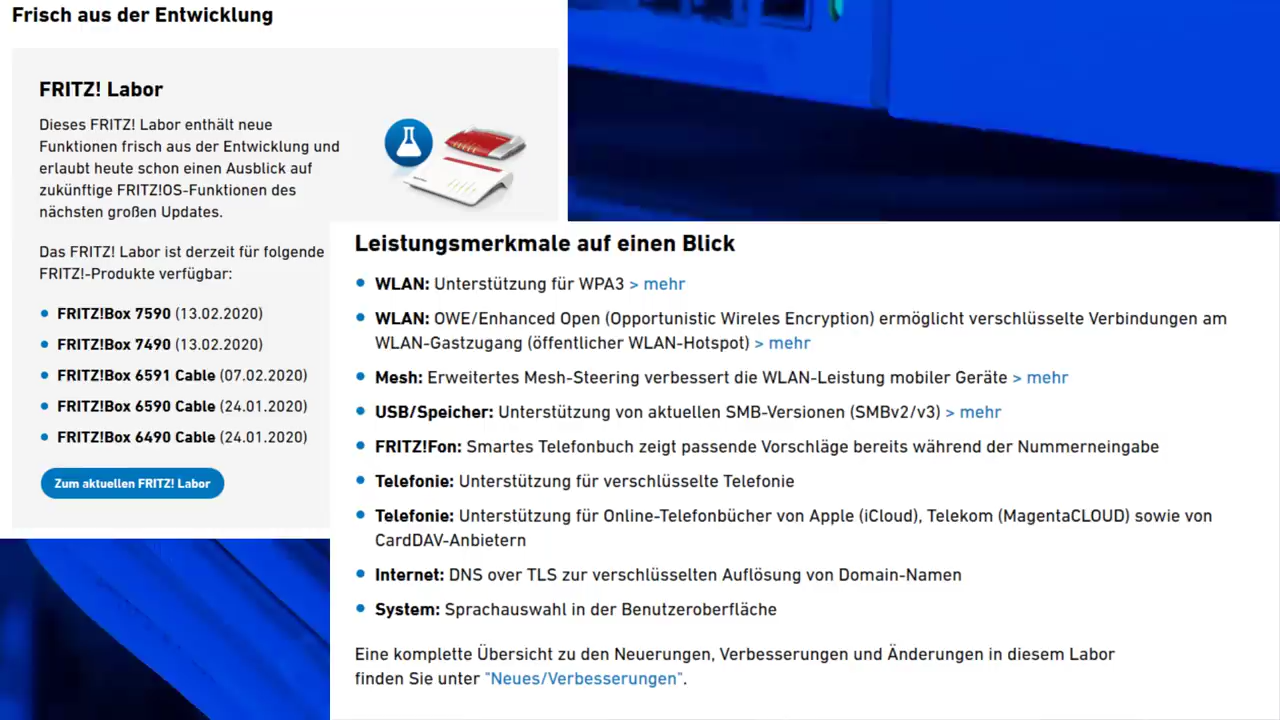 Frisch aus der Entwicklung
FRITZ! Labor
Dieses FRITZ! Labor enthält neue
Funktionen frisch aus der Entwicklung und
erlaubt heute schon einen Ausblick auf
zukünftige FRITZ!OS-Funktionen des
nächsten großen Updates.
Das FRITZ! Labor ist derzeit für folgende
FRITZ!-Produkte verfügbar:
FRITZ!Box 7590 (13.02.2020)
FRITZ!Box 7490 (13.02.2020)
FRITZ!Box 6591 Cable (07.02.2020)
FRITZ!Box 6590 Cable (24.01.2020)
FRITZ!Box 6490 Cable (24.01.2020)
Zum aktuellen FRITZ! Labor
Leistungsmerkmale auf einen Blick
WLAN: Unterstützung für WPA3 > mehr
WLAN: OWE/Enhanced Open (Opportunistic Wireles Encryption) ermöglicht verschlüsselte Verbindungen am
WLAN-Gastzugang (öffentlicher WLAN-Hotspot) > mehr
Mesh: Erweitertes Mesh-Steering verbessert die WLAN-Leistung mobiler Geräte > mehr
USB/Speicher: Unterstützung von aktuellen SMB-Versionen (SMBv2/v3) > mehr
FRITZ!Fon: Smartes Telefonbuch zeigt passende Vorschläge bereits während der Nummerneingabe
Telefonie: Unterstützung für verschlüsselte Telefonie
Telefonie: Unterstützung für Online-Telefonbücher von Apple (iCloud), Telekom (MagentaCLOUD) sowie von
CardDAV-Anbietern
Internet: DNS over TLS zur verschlüsselten Auflösung von Domain-Namen
System: Sprachauswahl in der Benutzeroberfläche
Eine komplette Übersicht zu den Neuerungen, Verbesserungen und Änderungen in diesem Labor
finden Sie unter "Neues/Verbesserungen".